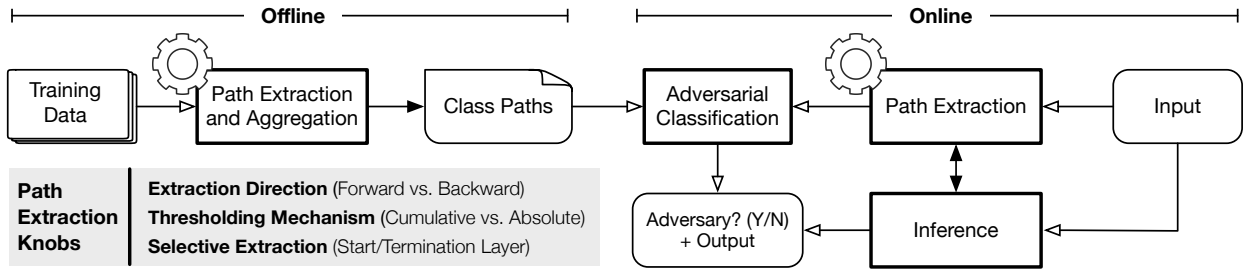 Offline
Online
Training
Data
Path Extraction
and Aggregation
Class Paths
Adversarial
Classification
Path Extraction
Input
Path
Extraction
Knobs
Extraction Direction (Forward vs. Backward)
Thresholding Mechanism (Cumulative vs. Absolute)
Selective Extraction (Start/Termination Layer)
Adversary? (Y/N)
+ Output
Inference